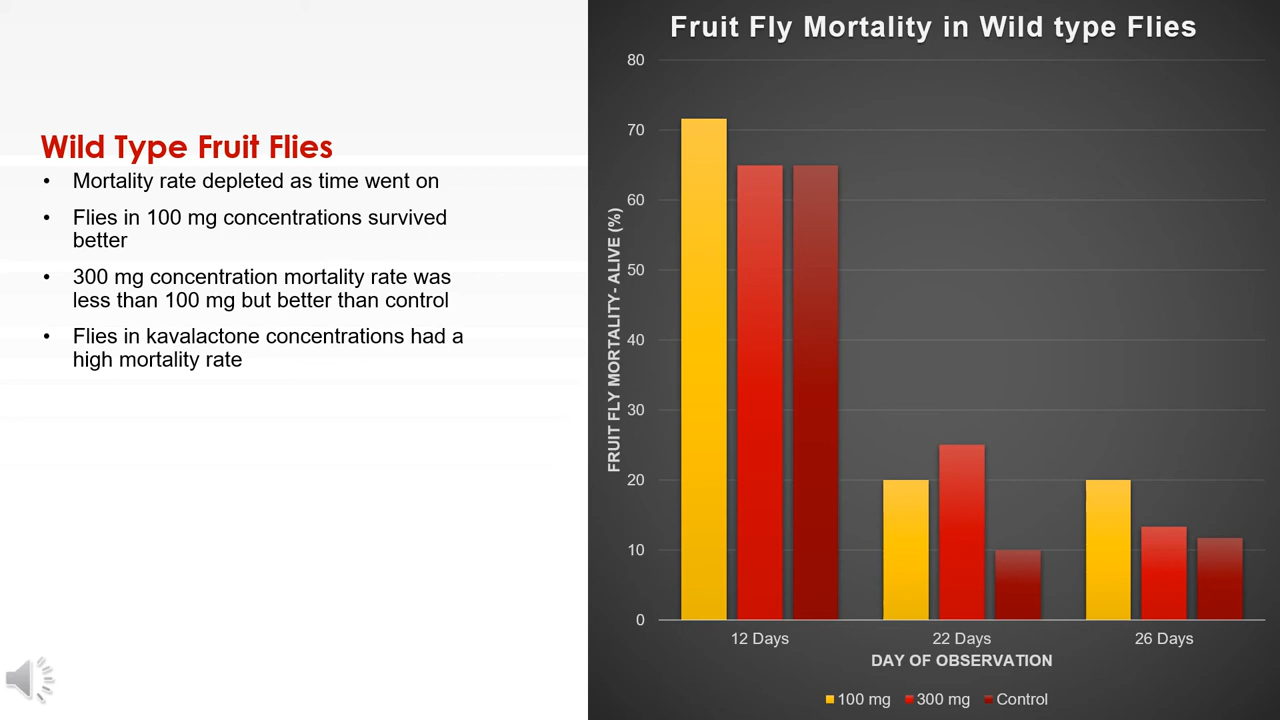 Wild Type Fruit Flies
• Mortality rate depleted as time went on
• Flies in 100 mg concentrations survived
better
• 300 mg concentration mortality rate was
less than 100 mg but better than control
• Flies in kavalactone concentrations had a
high mortality rate
Fruit Fly Mortality in Wild type Flies
FRUIT FLY MORTALITY- ALIVE (%)
80
70
60
50
40
30
20
10
0
12 Days 22 Days 26 Days
DAY OF OBSERVATION
100 mg 300 mg Control